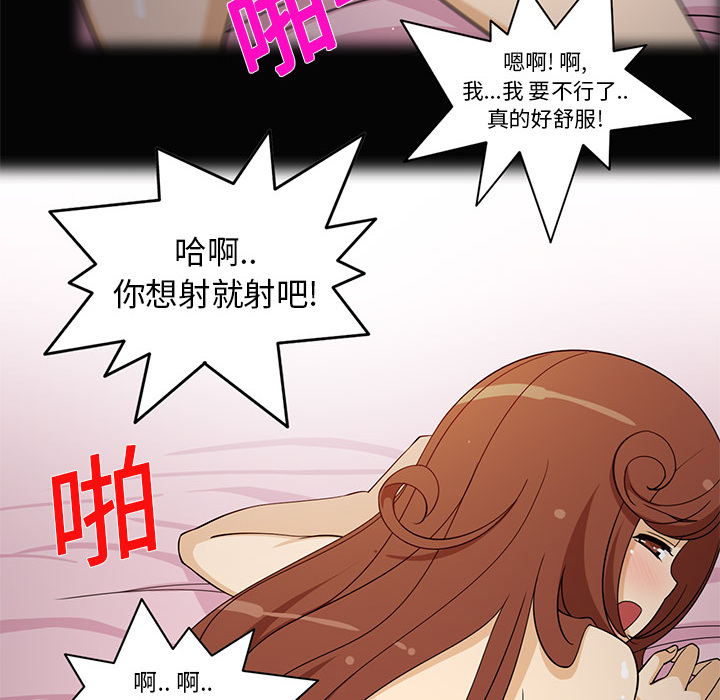 啪
嗯啊! 啊,
我...我 要不行了..
真的好舒服!
哈啊..
你想射就射吧!
啪
啊.. 啊..